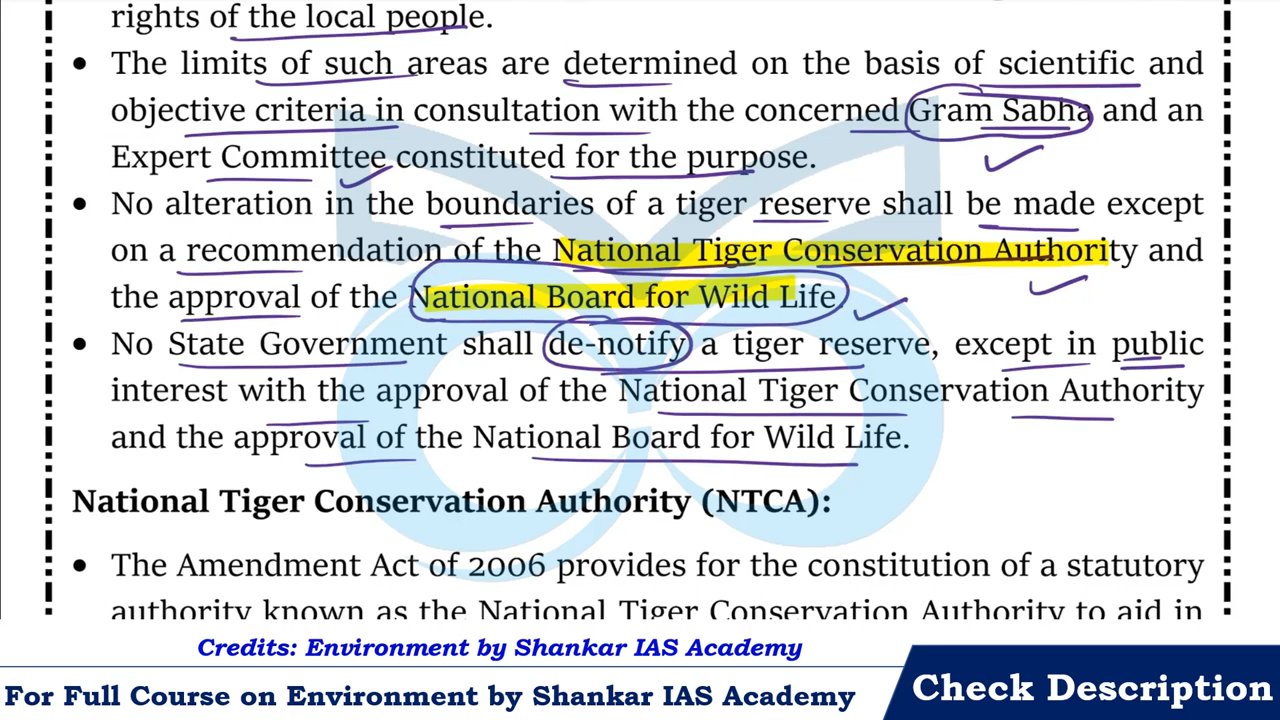 rights of the local people.
• The limits of such areas are determined on the basis of scientific and
objective criteria in consultation with the concerned Gram Sabha and an
Expert Committee constituted for the purpose.
• No alteration in the boundaries of a tiger reserve shall be made except
on a recommendation of the National Tiger Conservation Authority and
the approval of the National Board for Wild Life.
• No State Government shall de-notify a tiger reserve, except in public
interest with the approval of the National Tiger Conservation Authority
and the approval of the National Board for Wild Life.
National Tiger Conservation Authority (NTCA):
• The Amendment Act of 2006 provides for the constitution of a statutory
authority known as the National Tiger Conservation Authority to aid in
Credits: Environment by Shankar IAS Academy
For Full Course on Environment by Shankar IAS Academy
Check Description